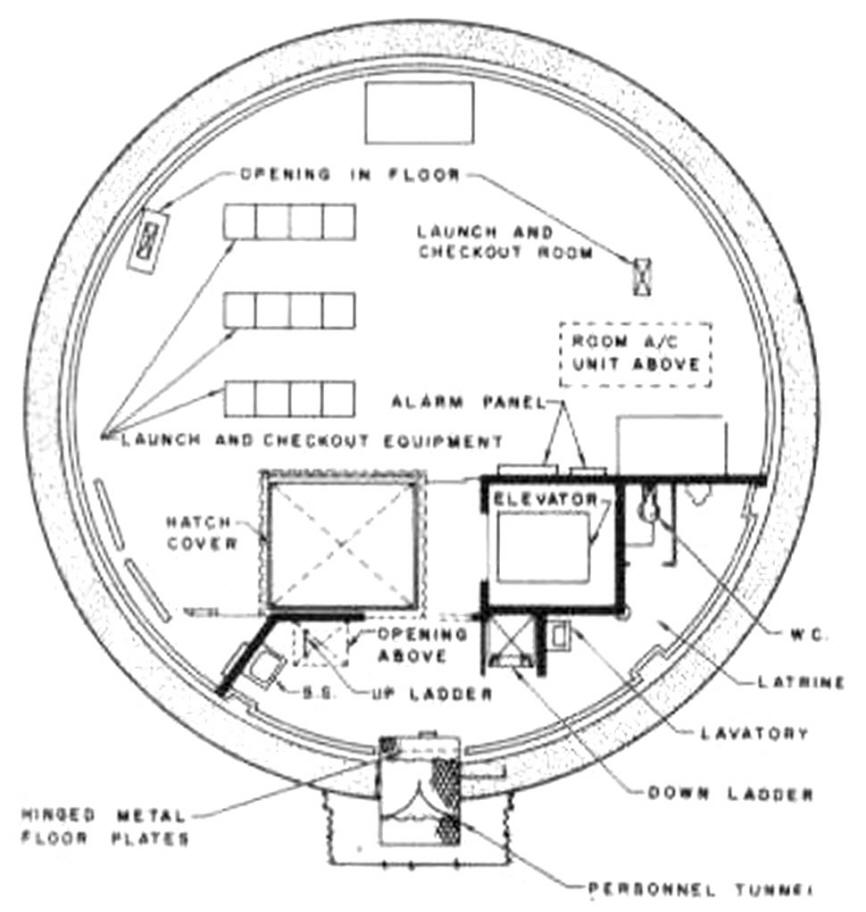 OPENING IN FLOOR
LAUNCH AND
CHECKOUT ROOM
ROOM A/C
UNIT ABOVE
ALARM PANEL
LAUNCH AND CHECKOUT EQUIPMENT
ELEVATOR
HATCH
COVER
OPENING
ABOVE
W.C.
S.S.
UP LADDER
LATRINE
LAVATORY
DOWN LADDER
HINGED METAL
FLOOR PLATES
PERSONNEL TUNNEL